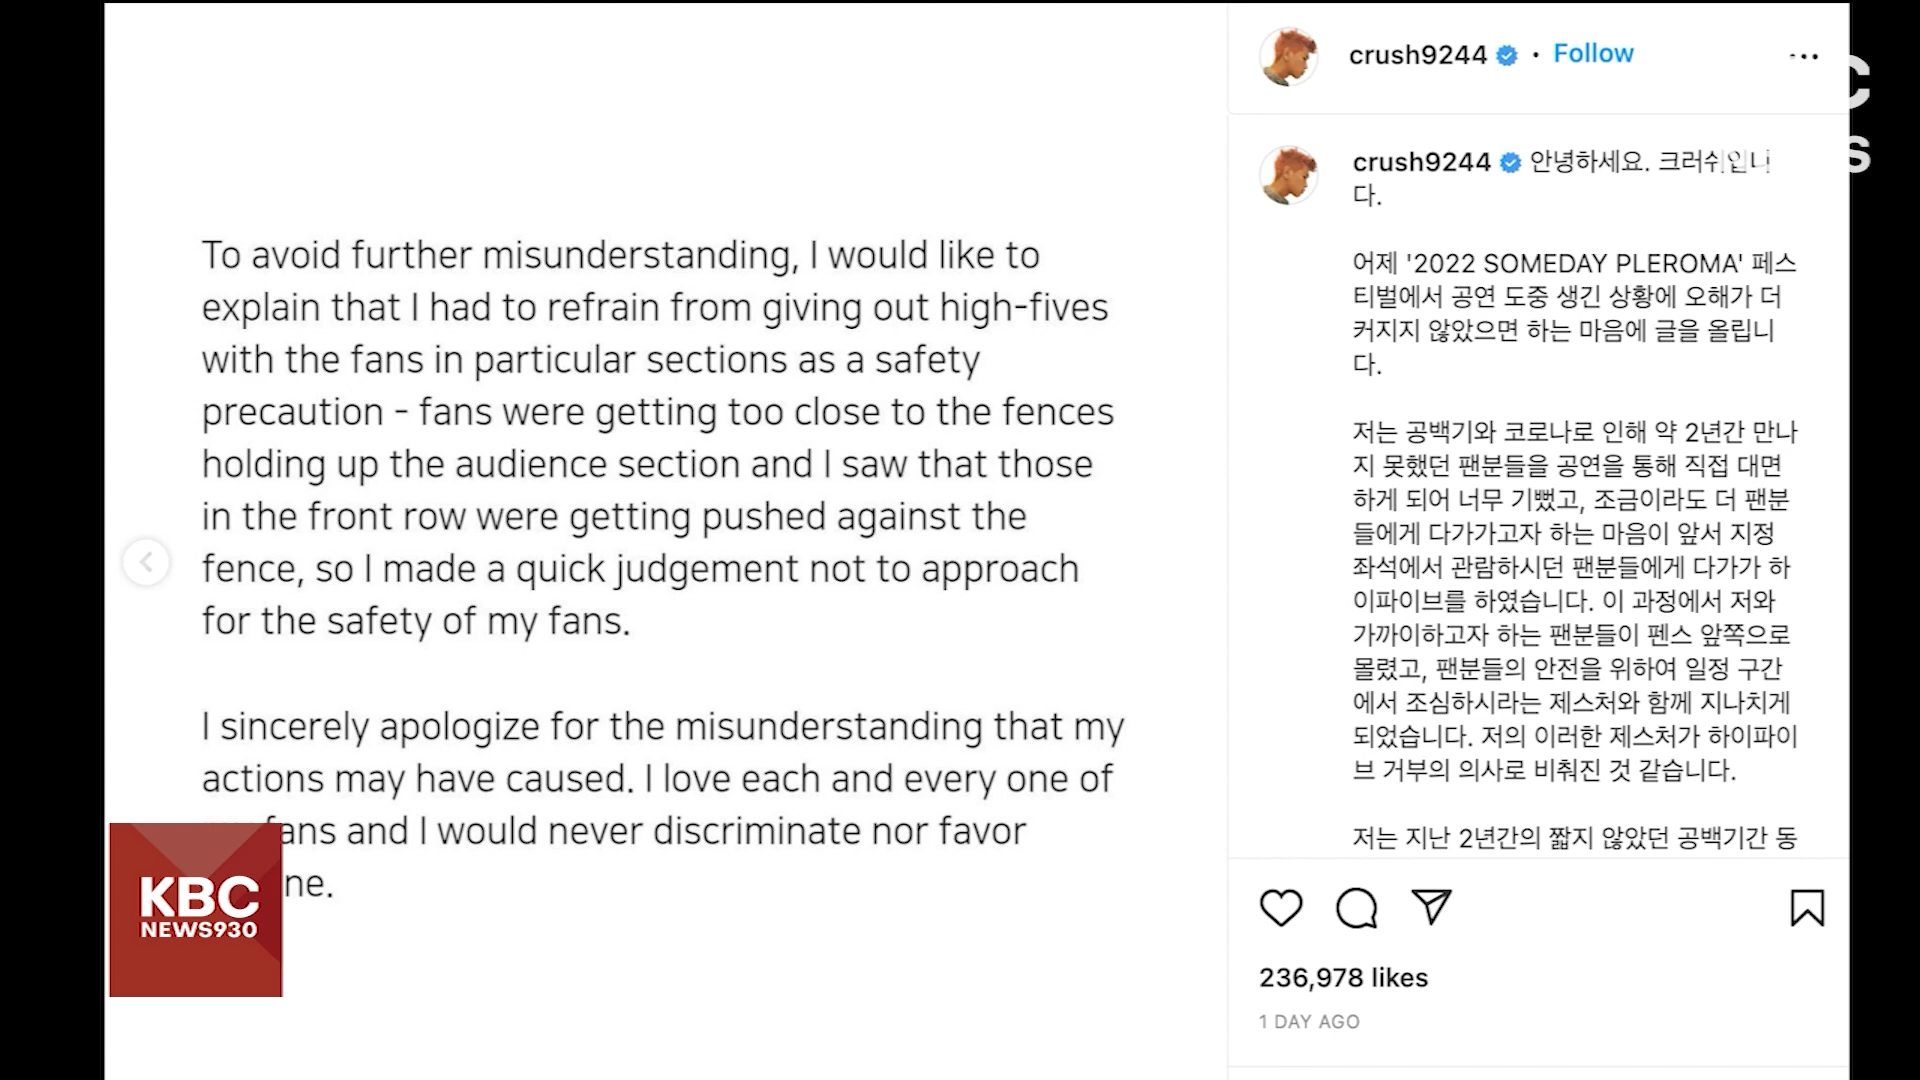 To avoid further misunderstanding, I would like to
explain that I had to refrain from giving out high-fives
with the fans in particular sections as a safety
precaution - fans were getting too close to the fences
holding up the audience section and I saw that those
in the front row were getting pushed against the
fence, so I made a quick judgement not to approach
for the safety of my fans.
I sincerely apologize for the misunderstanding that my
actions may have caused. I love each and every one of
fans and I would never discriminate nor favor
ne.
KBC
NEWS930
crush9244 · Follow
crush9244 안녕하세요. 크러쉬입니
다.
어제 '2022 SOMEDAY PLEROMA' 페스
티벌에서 공연 도중 생긴 상황에 오해가 더
커지지 않았으면 하는 마음에 글을 올립니
다.
저는 공백기와 코로나로 인해 약 2년간 만나
지 못했던 팬분들을 공연을 통해 직접 대면
하게 되어 너무 기뻤고, 조금이라도 더 팬분
들에게 다가가고자 하는 마음이 앞서 지정
좌석에서 관람하시던 팬분들에게 다가가 하
이파이브를 하였습니다. 이 과정에서 저와
가까이하고자 하는 팬분들이 펜스 앞쪽으로
몰렸고, 팬분들의 안전을 위하여 일정 구간
에서 조심하시라는 제스처와 함께 지나치게
되었습니다. 저의 이러한 제스처가 하이파이
브 거부의 의사로 비춰진 것 같습니다.
저는 지난 2년간의 짧지 않았던 공백기간 동
236,978 likes
1 DAY AGO
C
s